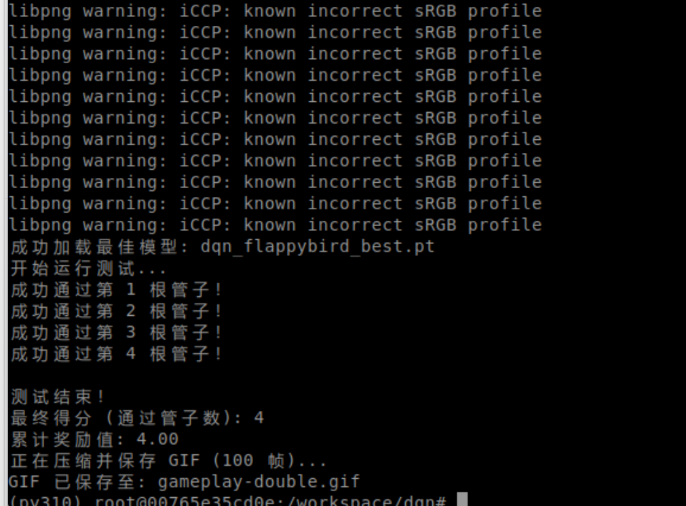 libpng warning: iCCP: known incorrect sRGB profile
libpng warning: iCCP: known incorrect sRGB profile
libpng warning: iCCP: known incorrect sRGB profile
libpng warning: iCCP: known incorrect sRGB profile
libpng warning: iCCP: known incorrect sRGB profile
libpng warning: iCCP: known incorrect sRGB profile
libpng warning: iCCP: known incorrect sRGB profile
libpng warning: iCCP: known incorrect sRGB profile
libpng warning: iCCP: known incorrect sRGB profile
libpng warning: iCCP: known incorrect sRGB profile
libpng warning: iCCP: known incorrect sRGB profile
成功加载最佳模型: dqn_flappybird_best.pt
开始运行测试...
成功通过第 1 根管子!
成功通过第 2 根管子!
成功通过第 3 根管子!
成功通过第 4 根管子!
测试结束!
最终得分 (通过管子数): 4
累计奖励值: 4.00
正在压缩并保存 GIF (100 帧)...
GIF 已保存至: gameplay-double.gif
(py310) root@00765e35cd0e:/workspace/dqn#